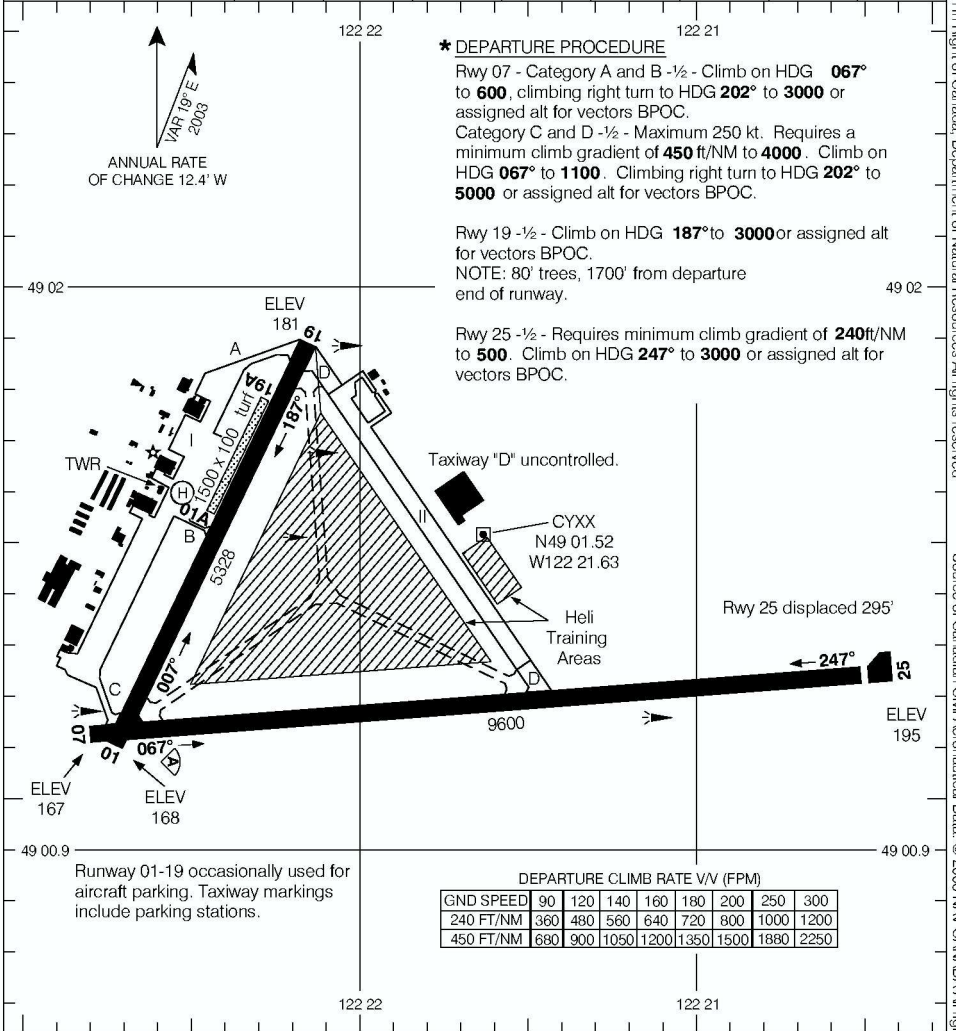 122 22
122 21
VAR 19° E
2003
ANNUAL RATE
OF CHANGE 12.4' W
* DEPARTURE PROCEDURE
Rwy 07 - Category A and B -½ - Climb on HDG 067°
to 600, climbing right turn to HDG 202° to 3000 or
assigned alt for vectors BPOC.
Category C and D -½ - Maximum 250 kt. Requires a
minimum climb gradient of 450 ft/NM to 4000. Climb on
HDG 067° to 1100. Climbing right turn to HDG 202° to
5000 or assigned alt for vectors BPOC.
Rwy 19 -½ - Climb on HDG 187° to 3000 or assigned alt
for vectors BPOC.
NOTE: 80' trees, 1700' from departure
end of runway.
Rwy 25 -½ - Requires minimum climb gradient of 240ft/NM
to 500. Climb on HDG 247° to 3000 or assigned alt for
vectors BPOC.
49 02
49 02
ELEV
181
19
A
D
19A
187°
1500 x 100 turf
I
TWR
H
01A
B
5328
Taxiway "D" uncontrolled.
II
CYXX
N49 01.52
W122 21.63
Heli
Training
Areas
Rwy 25 displaced 295'
007°
C
D
247°
25
9600
ELEV
195
07
01
067°
A
ELEV
167
ELEV
168
49 00.9
49 00.9
Runway 01-19 occasionally used for
aircraft parking. Taxiway markings
include parking stations.
DEPARTURE CLIMB RATE V/V (FPM)
GND SPEED 90 120 140 160 180 200 250 300
240 FT/NM 360 480 560 640 720 800 1000 1200
450 FT/NM 680 900 1050 1200 1350 1500 1880 2250
122 22
122 21